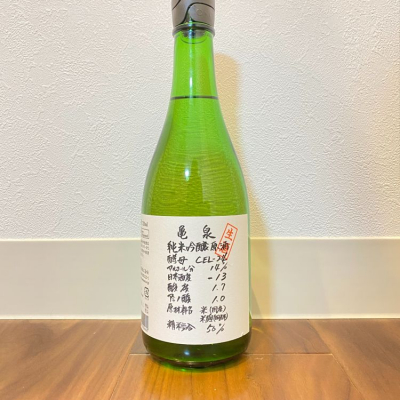 亀泉
純米吟醸原酒
生酒
酵母 CEL-24
アルコール分 14%
日本酒度 -13
酸度 1.7
アミノ酸 1.0
原材料名 米(国産)
米麹(国産米)
精米歩合 50%